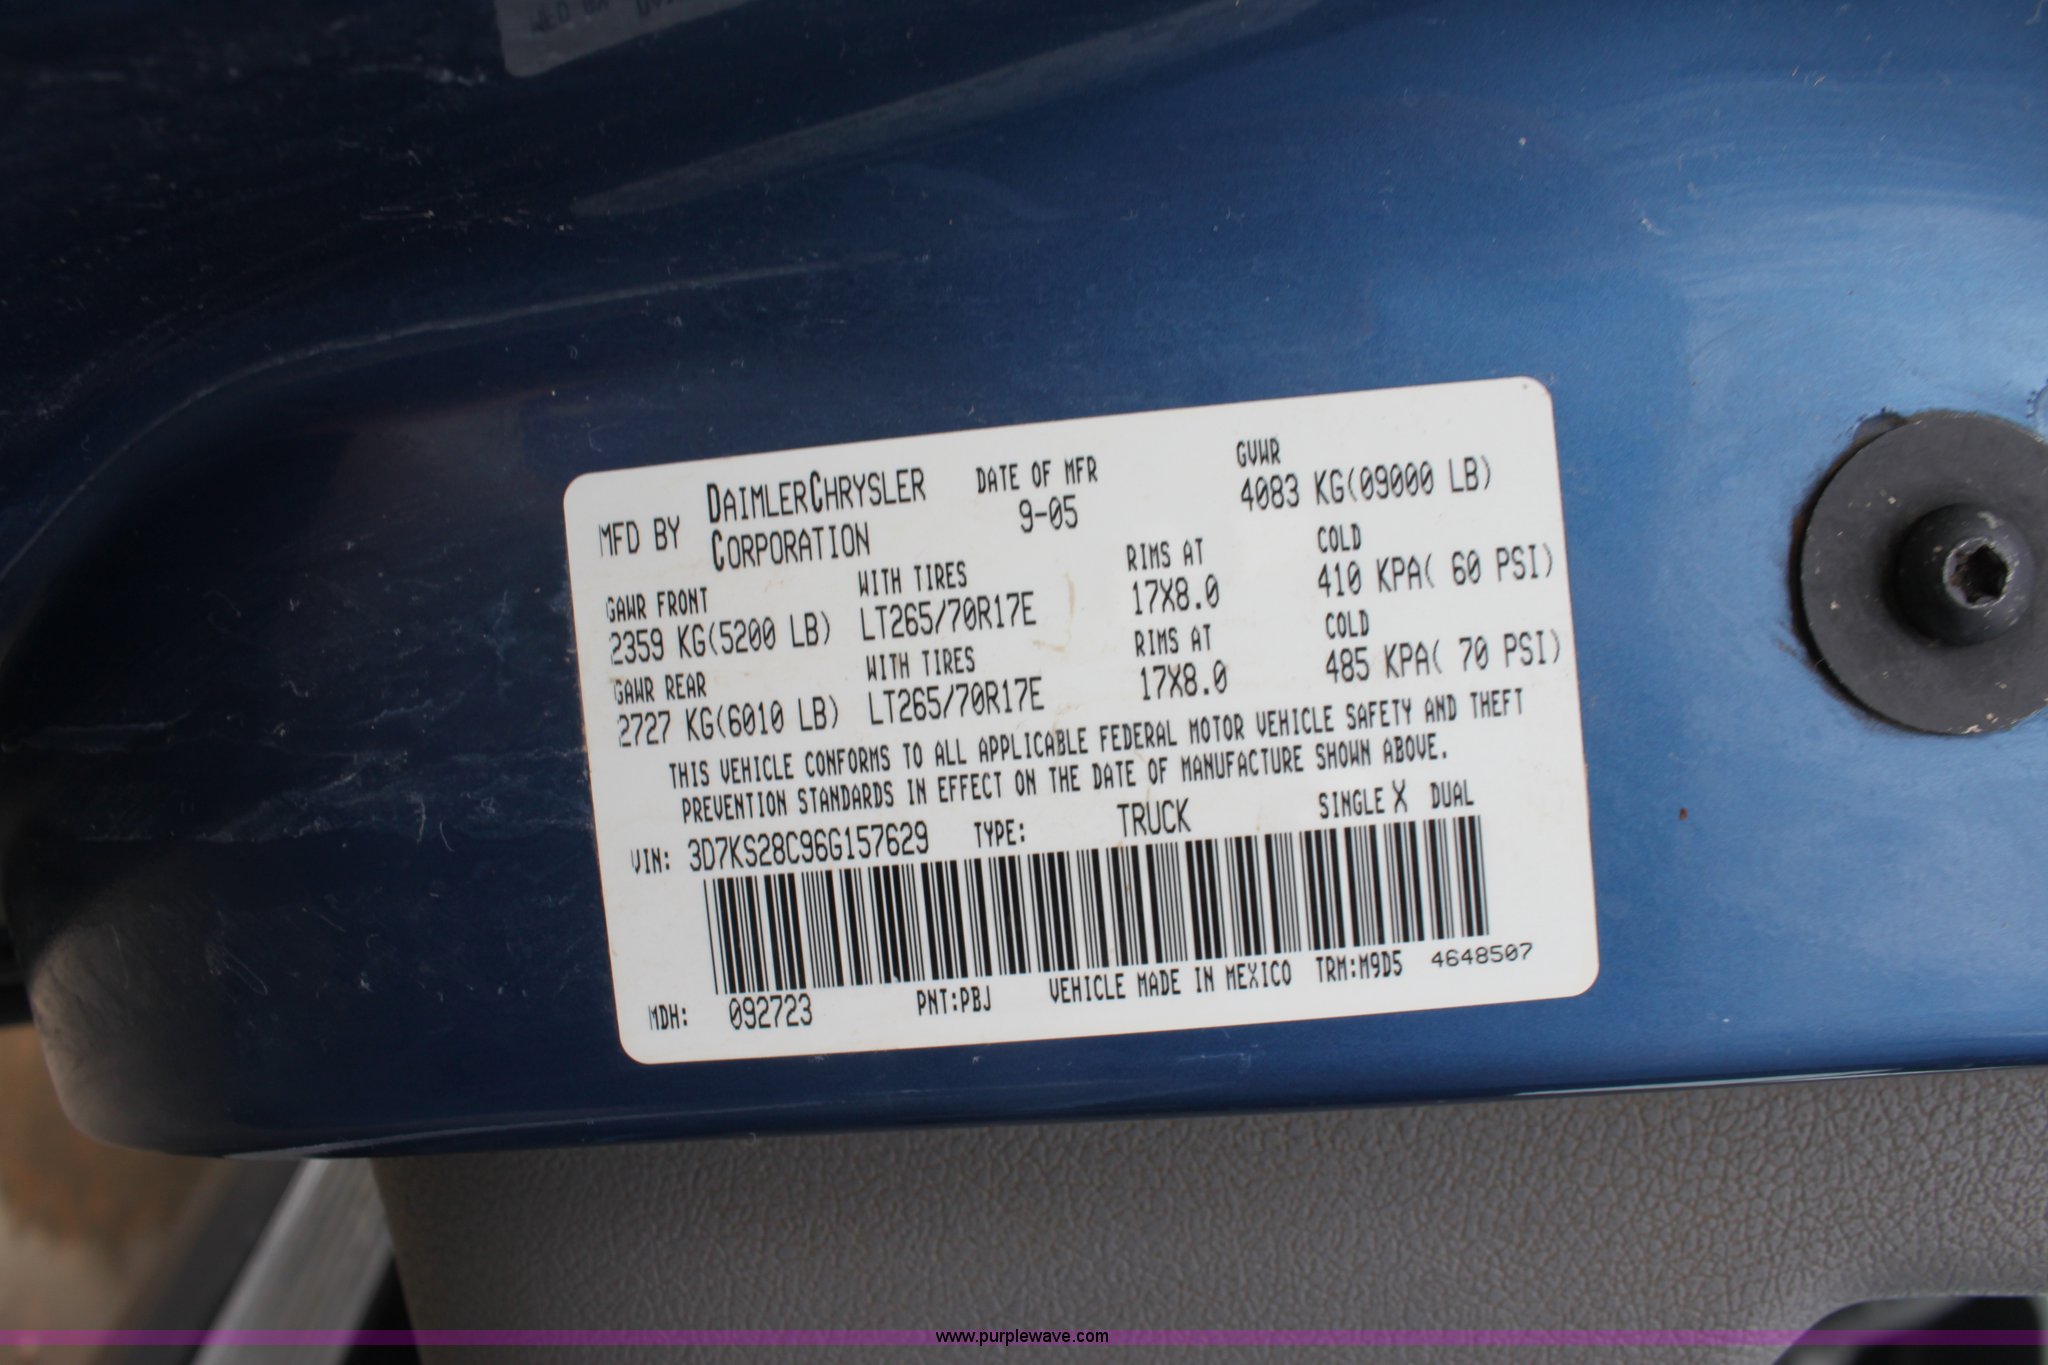 MFD BY DAIMLERCHRYSLER CORPORATION
DATE OF MFR
9-05
GVWR
4083 KG(09000 LB)
GAWR FRONT WITH TIRES RIMS AT COLD
2359 KG(5200 LB) LT265/70R17E 17X8.0 410 KPA( 60 PSI)
GAWR REAR WITH TIRES RIMS AT COLD
2727 KG(6010 LB) LT265/70R17E 17X8.0 485 KPA( 70 PSI)
THIS VEHICLE CONFORMS TO ALL APPLICABLE FEDERAL MOTOR VEHICLE SAFETY AND THEFT
PREVENTION STANDARDS IN EFFECT ON THE DATE OF MANUFACTURE SHOWN ABOVE.
VIN: 3D7KS28C96G157629 TYPE: TRUCK SINGLE X DUAL
MDH: 092723 PNT:PBJ VEHICLE MADE IN MEXICO TRM:M9D5 4648507
www.purplewave.com